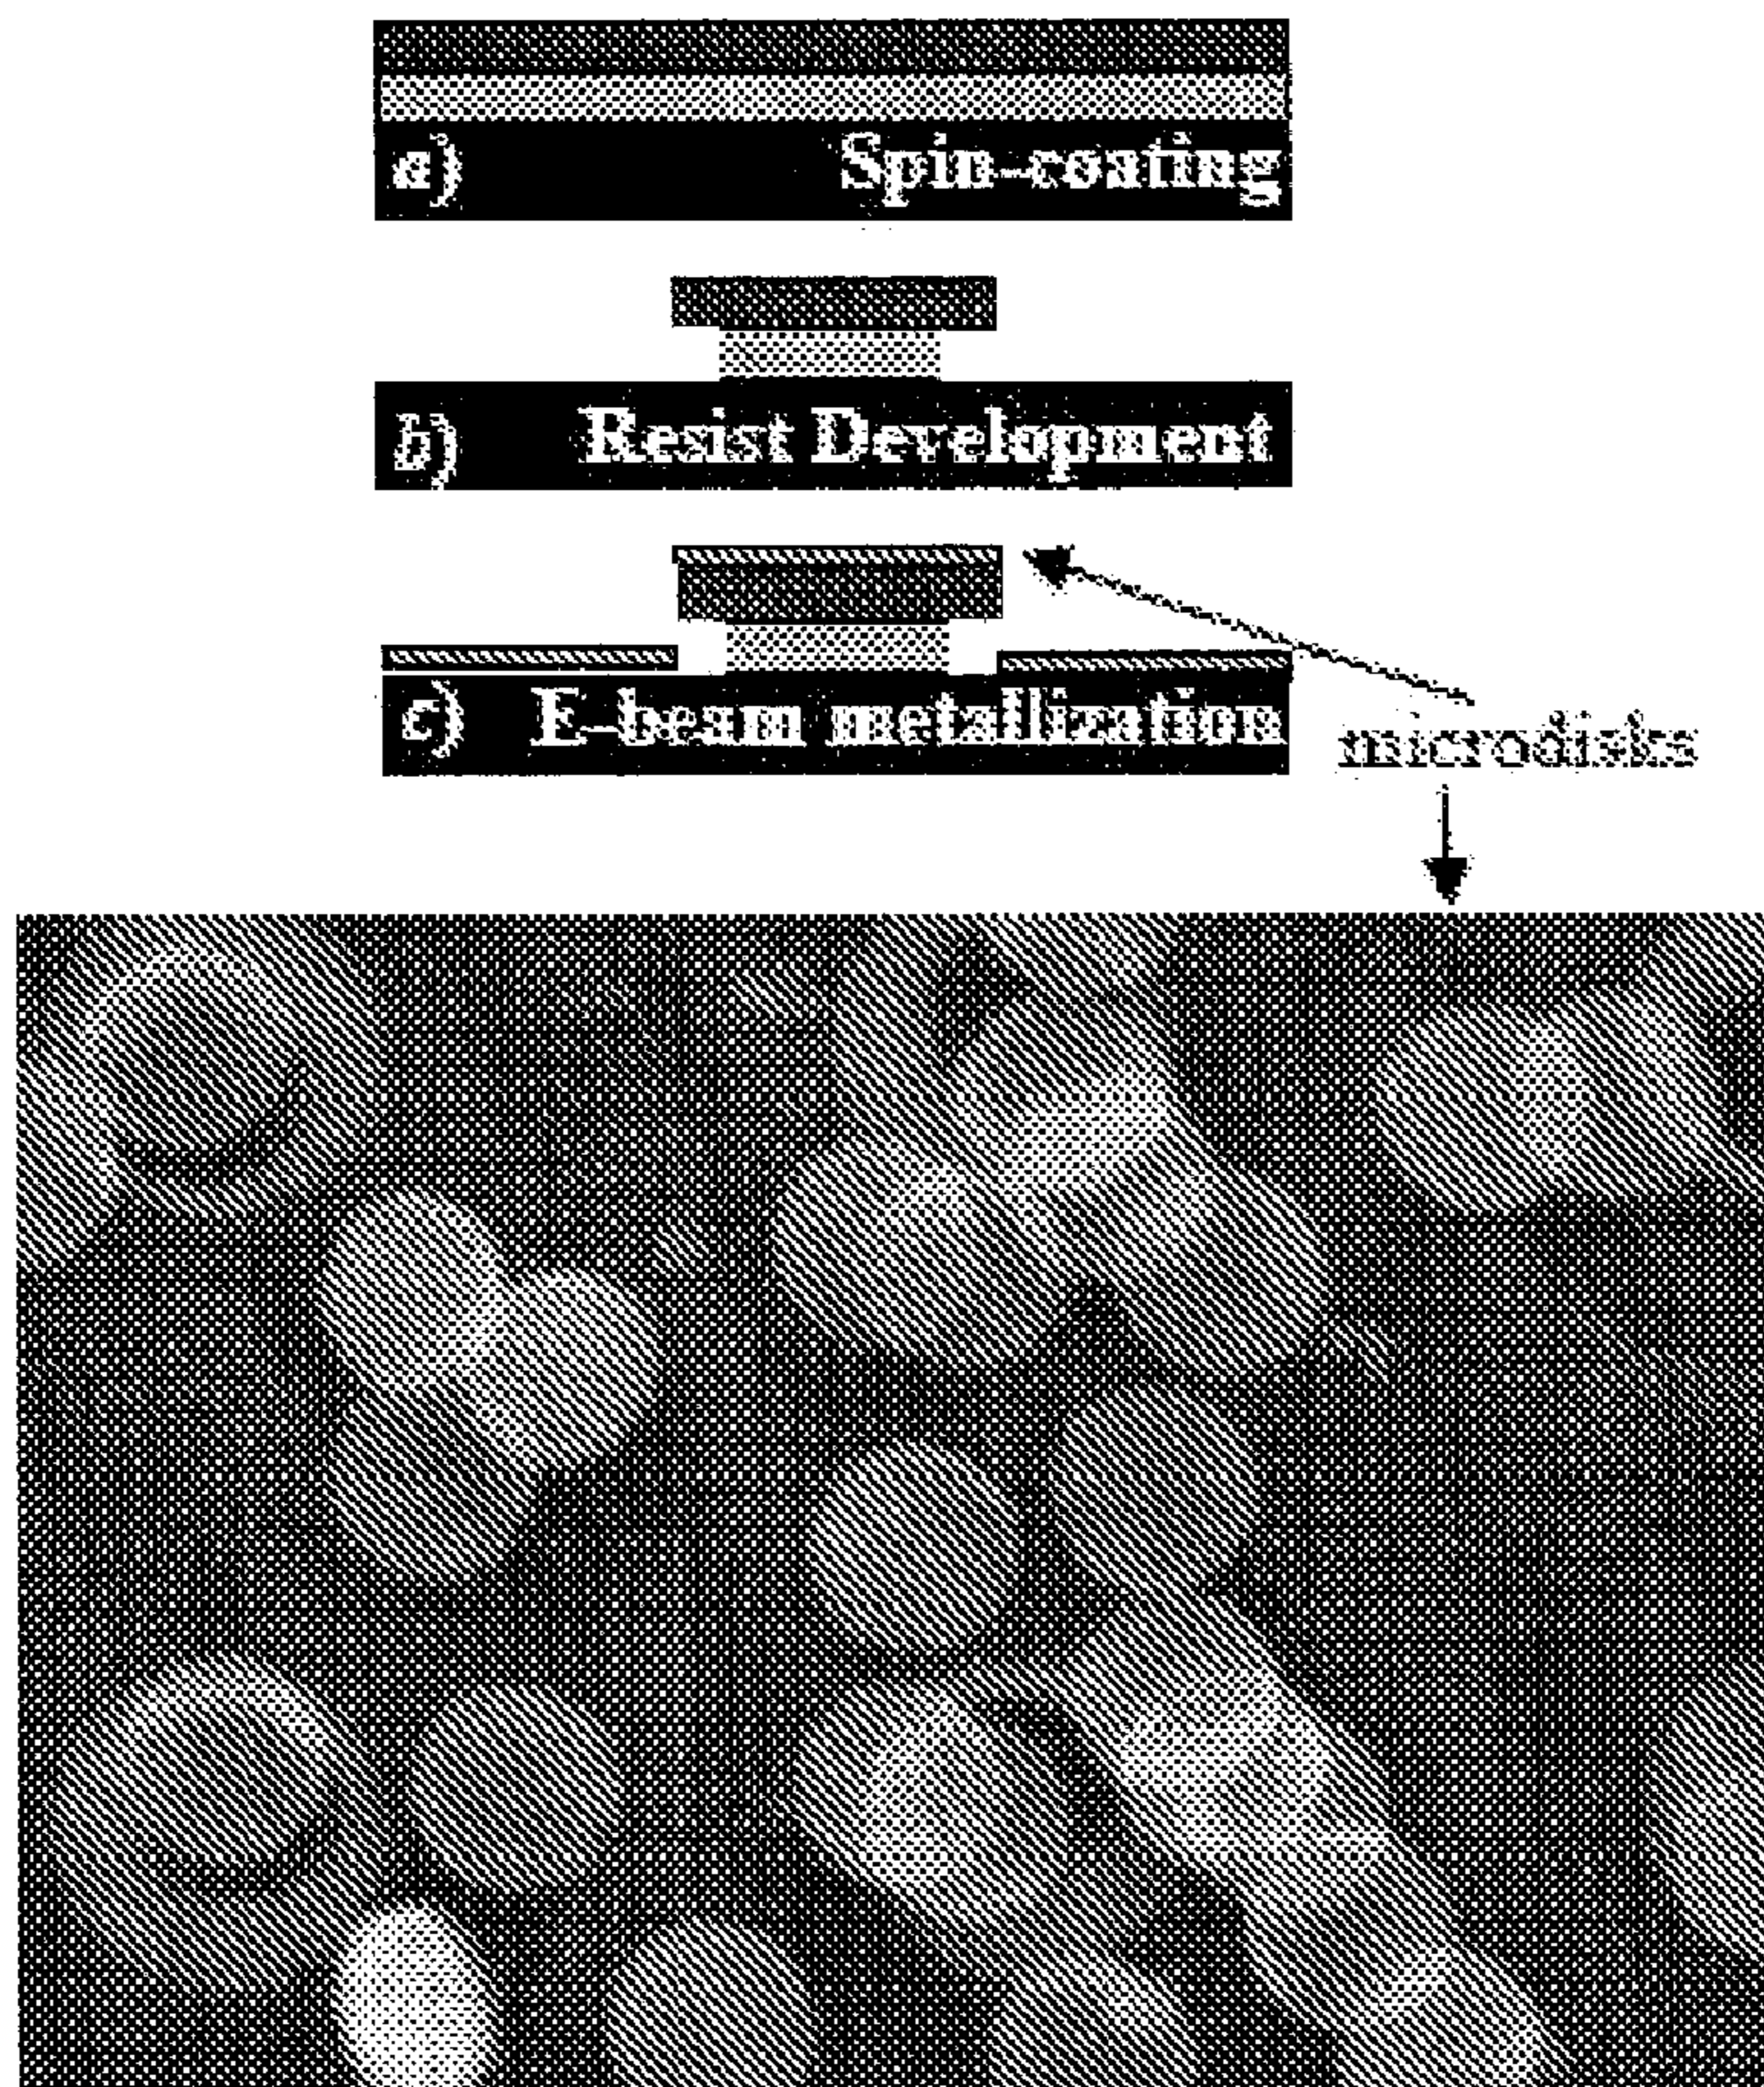 a) Spin-coating
b) Resist Development
c) E-beam metallization
microdisks